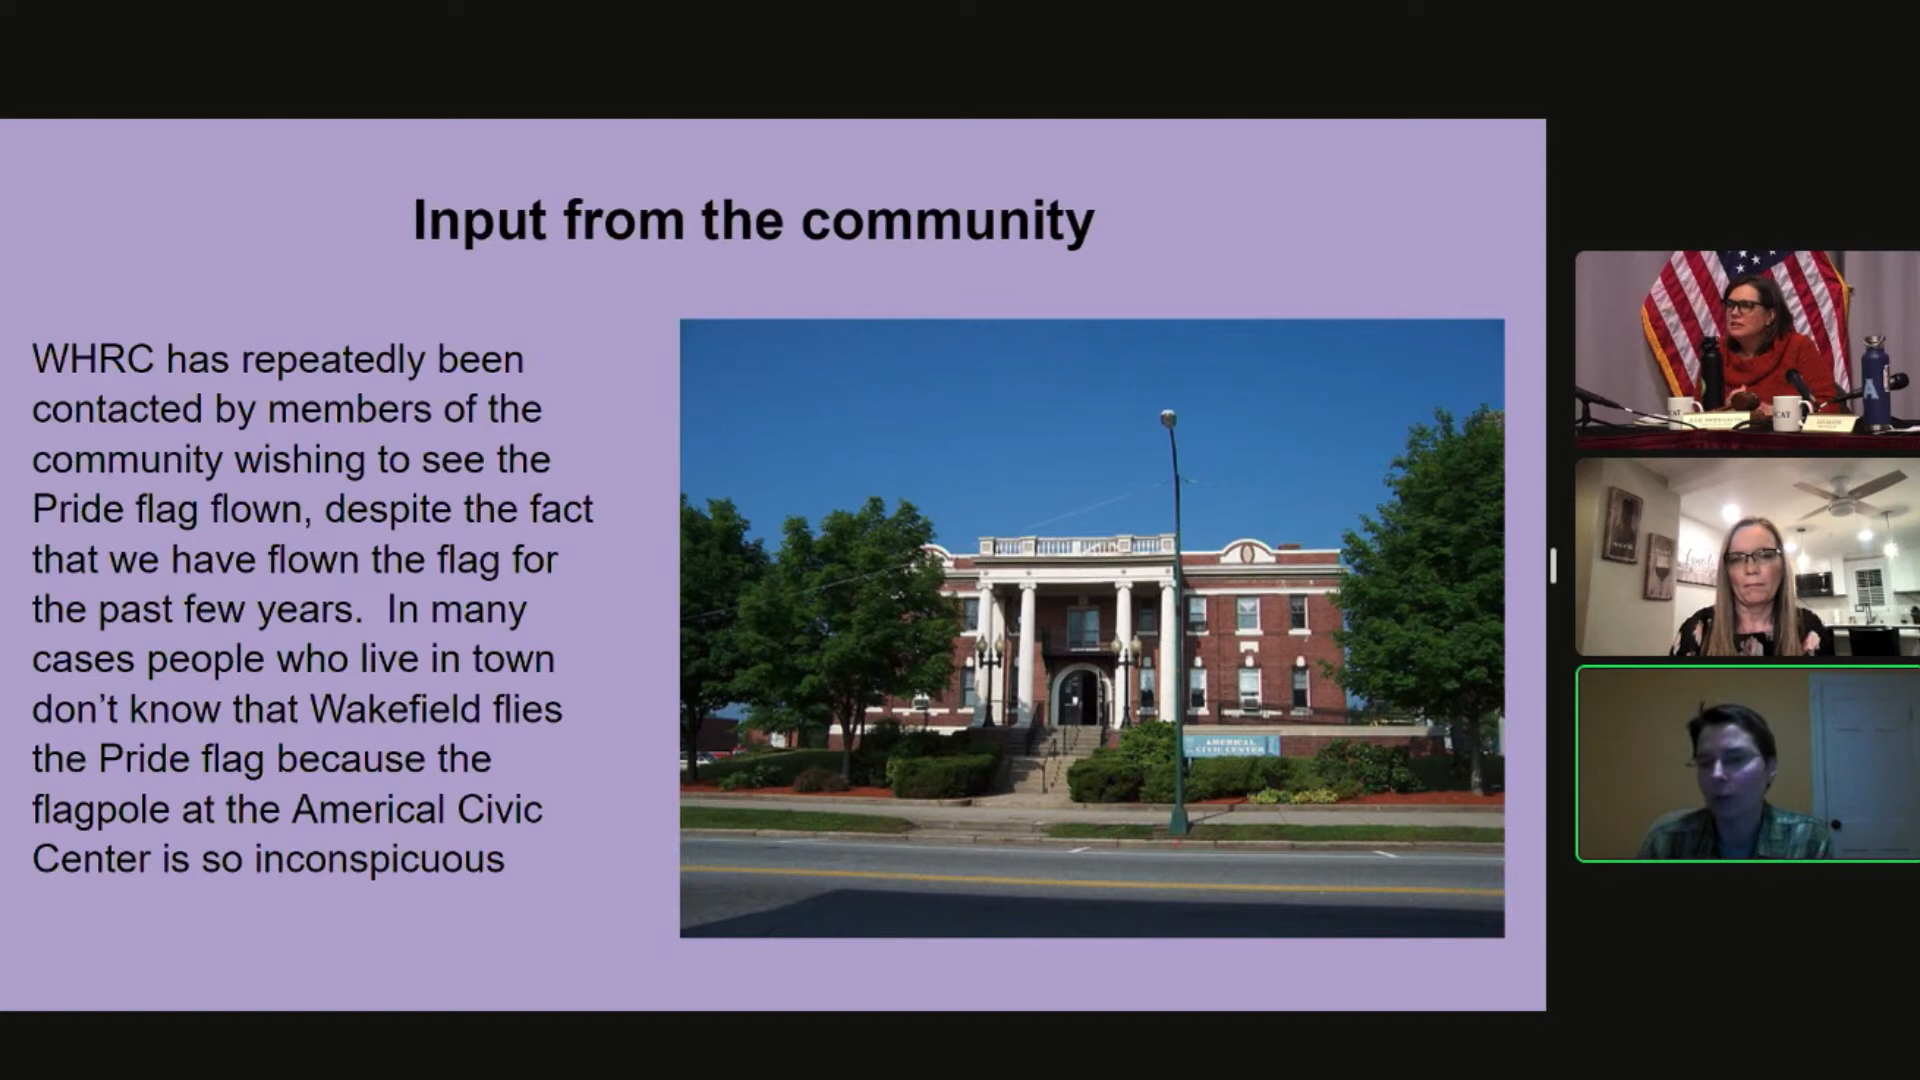 Input from the community
WHRC has repeatedly been
contacted by members of the
community wishing to see the
Pride flag flown, despite the fact
that we have flown the flag for
the past few years.  In many
cases people who live in town
don’t know that Wakefield flies
the Pride flag because the
flagpole at the Americal Civic
Center is so inconspicuous
AMERICAL
CIVIC CENTER
CAT
A